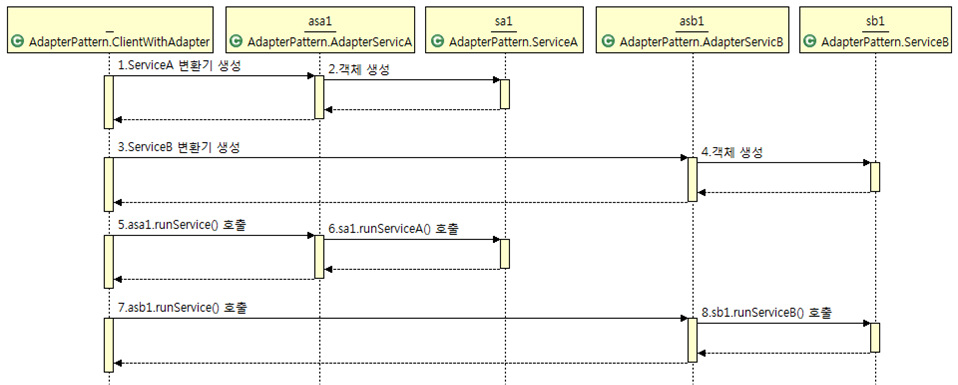 _
AdapterPattern.ClientWithAdapter
asa1
AdapterPattern.AdapterServicA
sa1
AdapterPattern.ServiceA
asb1
AdapterPattern.AdapterServicB
sb1
AdapterPattern.ServiceB
1.ServiceA 변환기 생성
2.객체 생성
3.ServiceB 변환기 생성
4.객체 생성
5.asa1.runService() 호출
6.sa1.runServiceA() 호출
7.asb1.runService() 호출
8.sb1.runServiceB() 호출